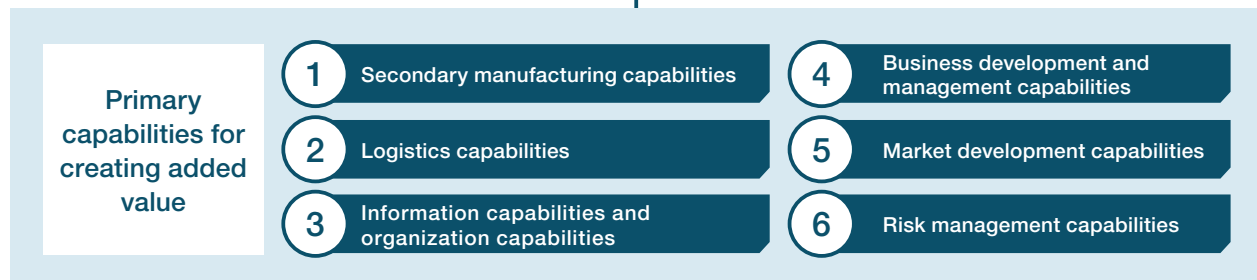 Primary
capabilities for
creating added
value
1
Secondary manufacturing capabilities
2
Logistics capabilities
3
Information capabilities and
organization capabilities
4
Business development and
management capabilities
5
Market development capabilities
6
Risk management capabilities